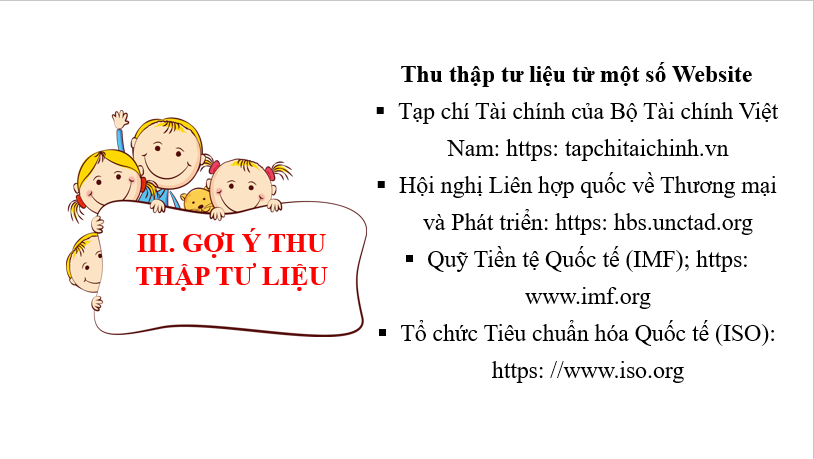 III. GỢI Ý THU
THẬP TƯ LIỆU
Thu thập tư liệu từ một số Website
▪ Tạp chí Tài chính của Bộ Tài chính Việt
Nam: https: tapchitaichinh.vn
▪ Hội nghị Liên hợp quốc về Thương mại
và Phát triển: https: hbs.unctad.org
▪ Quỹ Tiền tệ Quốc tế (IMF); https:
www.imf.org
▪ Tổ chức Tiêu chuẩn hóa Quốc tế (ISO):
https: //www.iso.org